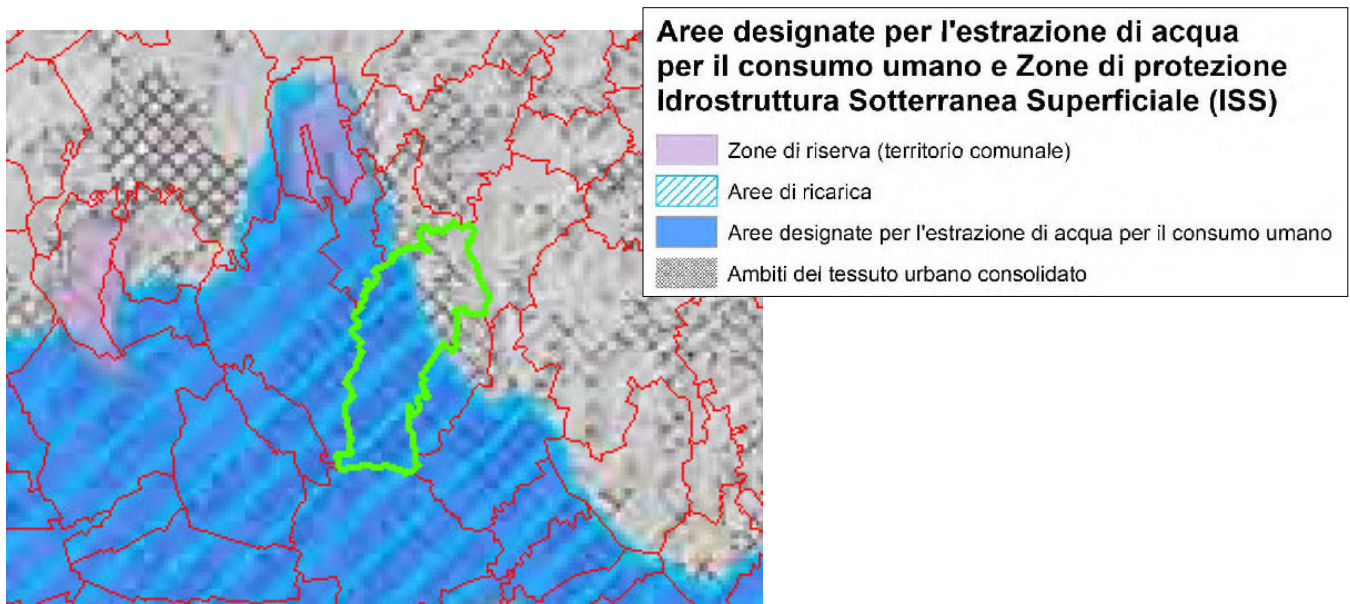 Aree designate per l'estrazione di acqua
per il consumo umano e Zone di protezione
Idrostruttura Sotterranea Superficiale (ISS)
Zone di riserva (territorio comunale)
Aree di ricarica
Aree designate per l'estrazione di acqua per il consumo umano
Ambiti del tessuto urbano consolidato